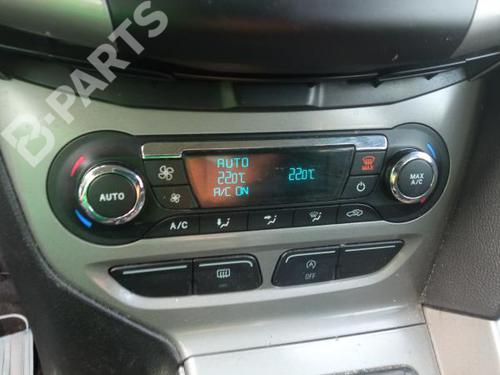 B-PARTS
AUTO
22.0°C 22.0°C
A/C ON
AUTO
MAX
A/C
A/C
OFF